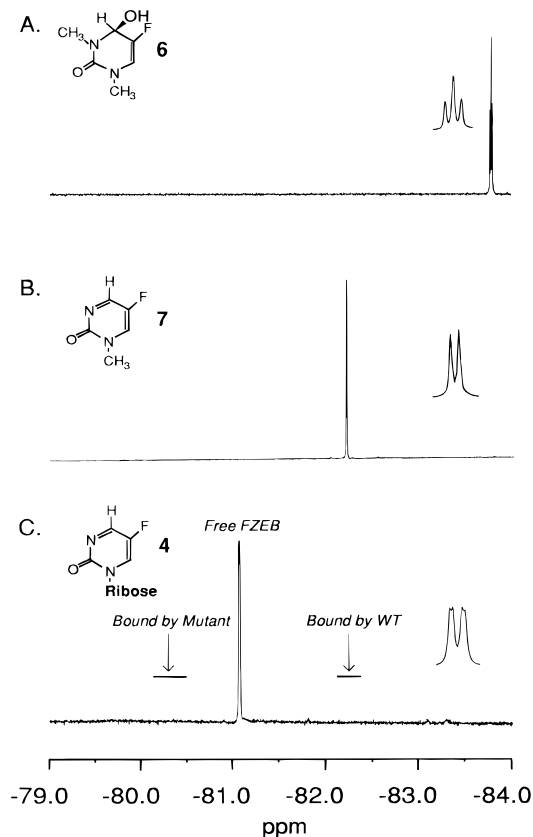 A.
H OH
CH3 N F
6
O N
CH3
B.
H
N F
7
O N
CH3
C.
H
N F
4
O N
Ribose
Free FZEB
Bound by Mutant
Bound by WT
-79.0 -80.0 -81.0 -82.0 -83.0 -84.0
ppm